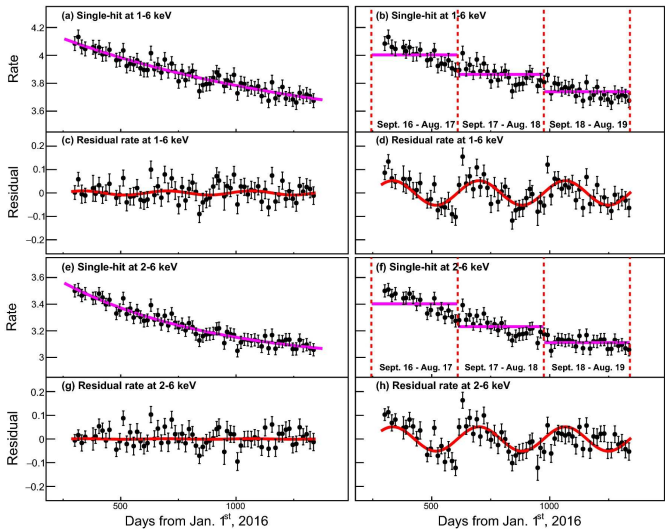 (a) Single-hit at 1-6 keV
(b) Single-hit at 1-6 keV
Rate
4.2
4
3.8
3.6
Sept. 16 - Aug. 17
Sept. 17 - Aug. 18
Sept. 18 - Aug. 19
(c) Residual rate at 1-6 keV
(d) Residual rate at 1-6 keV
Residual
0.2
0.1
0
−0.1
−0.2
(e) Single-hit at 2-6 keV
(f) Single-hit at 2-6 keV
Rate
3.6
3.4
3.2
3
Sept. 16 - Aug. 17
Sept. 17 - Aug. 18
Sept. 18 - Aug. 19
(g) Residual rate at 2-6 keV
(h) Residual rate at 2-6 keV
Residual
0.2
0.1
0
−0.1
−0.2
500
1000
500
1000
Days from Jan. 1st, 2016
Days from Jan. 1st, 2016